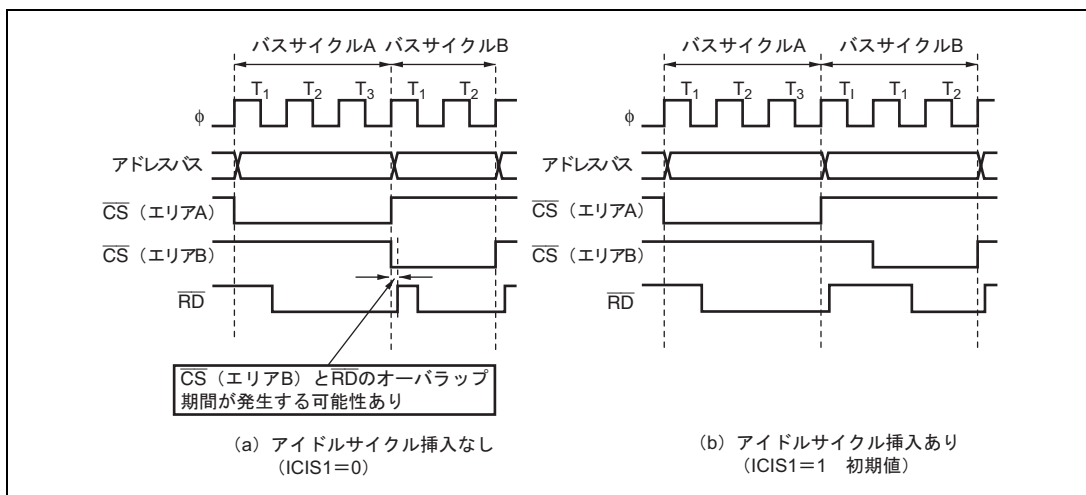 バスサイクルA バスサイクルB
T1 T2 T3 T1 T2
φ
アドレスバス
CS（エリアA）
CS（エリアB）
RD
CS（エリアB）とRDのオーバラップ
期間が発生する可能性あり
(a) アイドルサイクル挿入なし
（ICIS1＝0）
バスサイクルA バスサイクルB
T1 T2 T3 TI T1 T2
φ
アドレスバス
CS（エリアA）
CS（エリアB）
RD
(b) アイドルサイクル挿入あり
（ICIS1＝1 初期値）